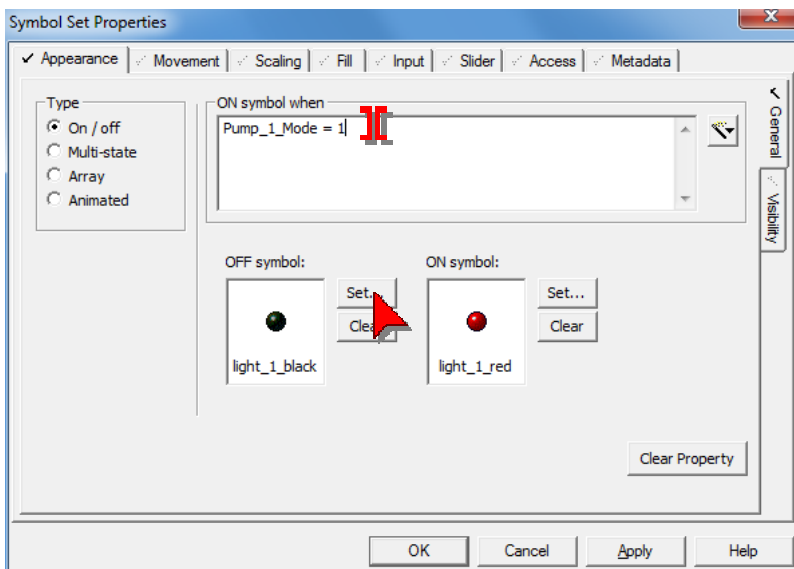 Symbol Set Properties
Appearance Movement Scaling Fill Input Slider Access Metadata
Type
On / off
Multi-state
Array
Animated
ON symbol when
Pump_1_Mode = 1
General
Visibility
OFF symbol:
Set...
Clear
light_1_black
ON symbol:
Set...
Clear
light_1_red
Clear Property
OK Cancel Apply Help